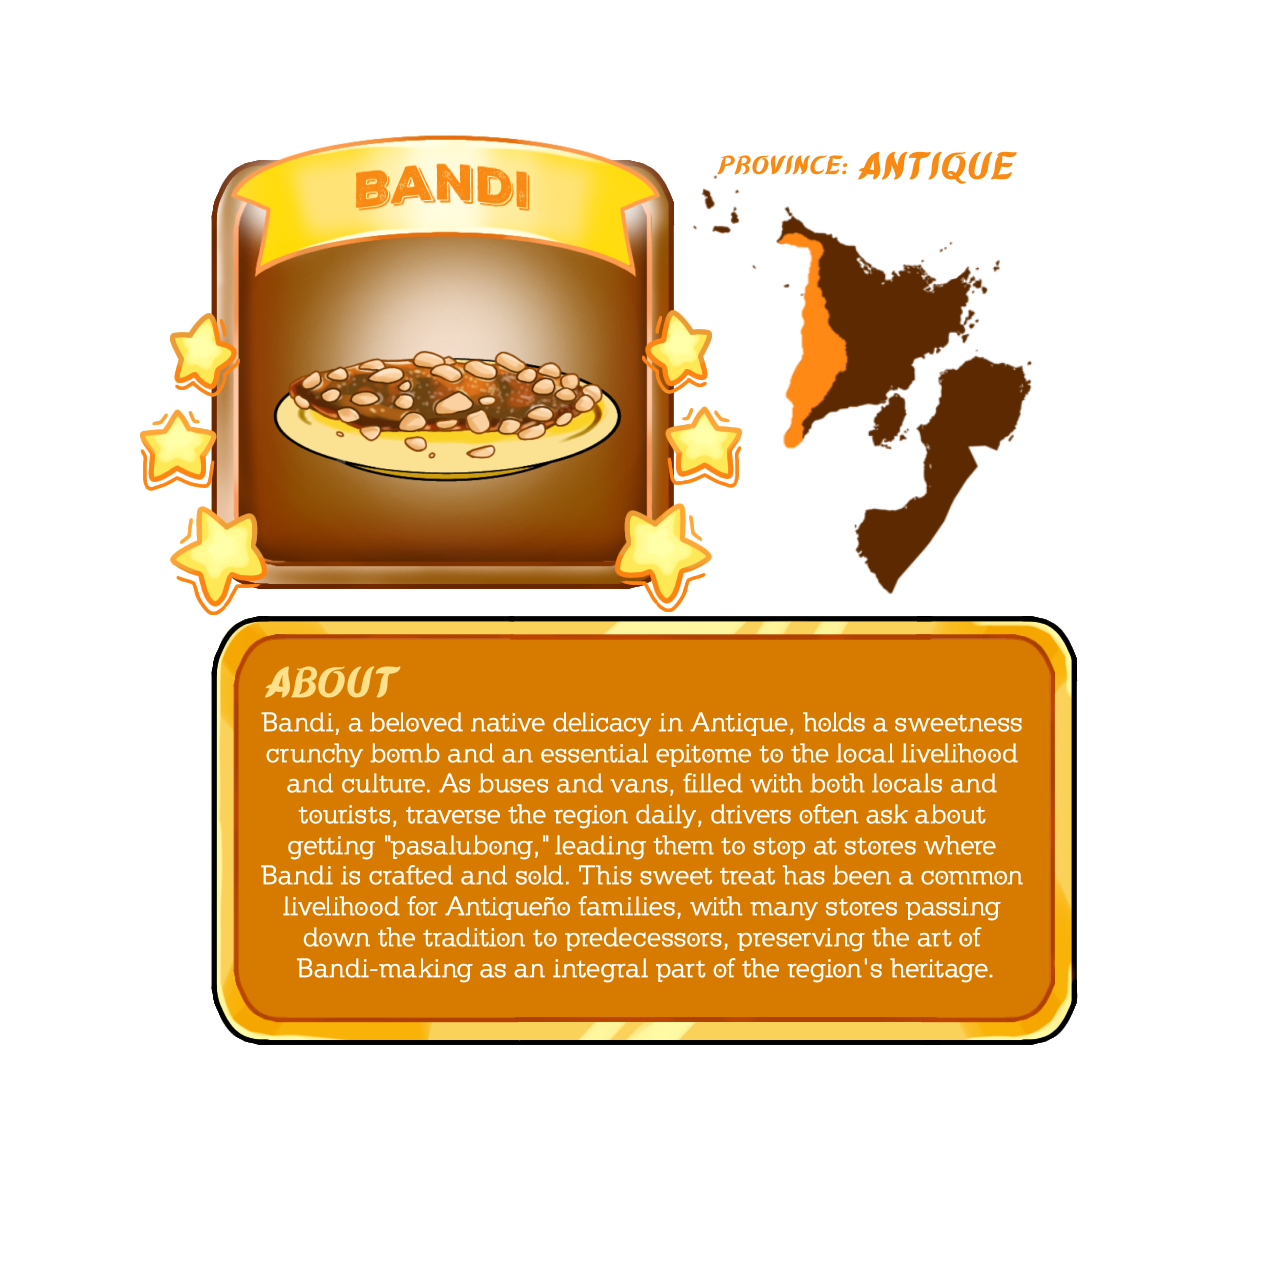 BANDI
PROVINCE: ANTIQUE
ABOUT
Bandi, a beloved native delicacy in Antique, holds a sweetness
crunchy bomb and an essential epitome to the local livelihood
and culture. As buses and vans, filled with both locals and
tourists, traverse the region daily, drivers often ask about
getting "pasalubong," leading them to stop at stores where
Bandi is crafted and sold. This sweet treat has been a common
livelihood for Antiqueño families, with many stores passing
down the tradition to predecessors, preserving the art of
Bandi-making as an integral part of the region's heritage.